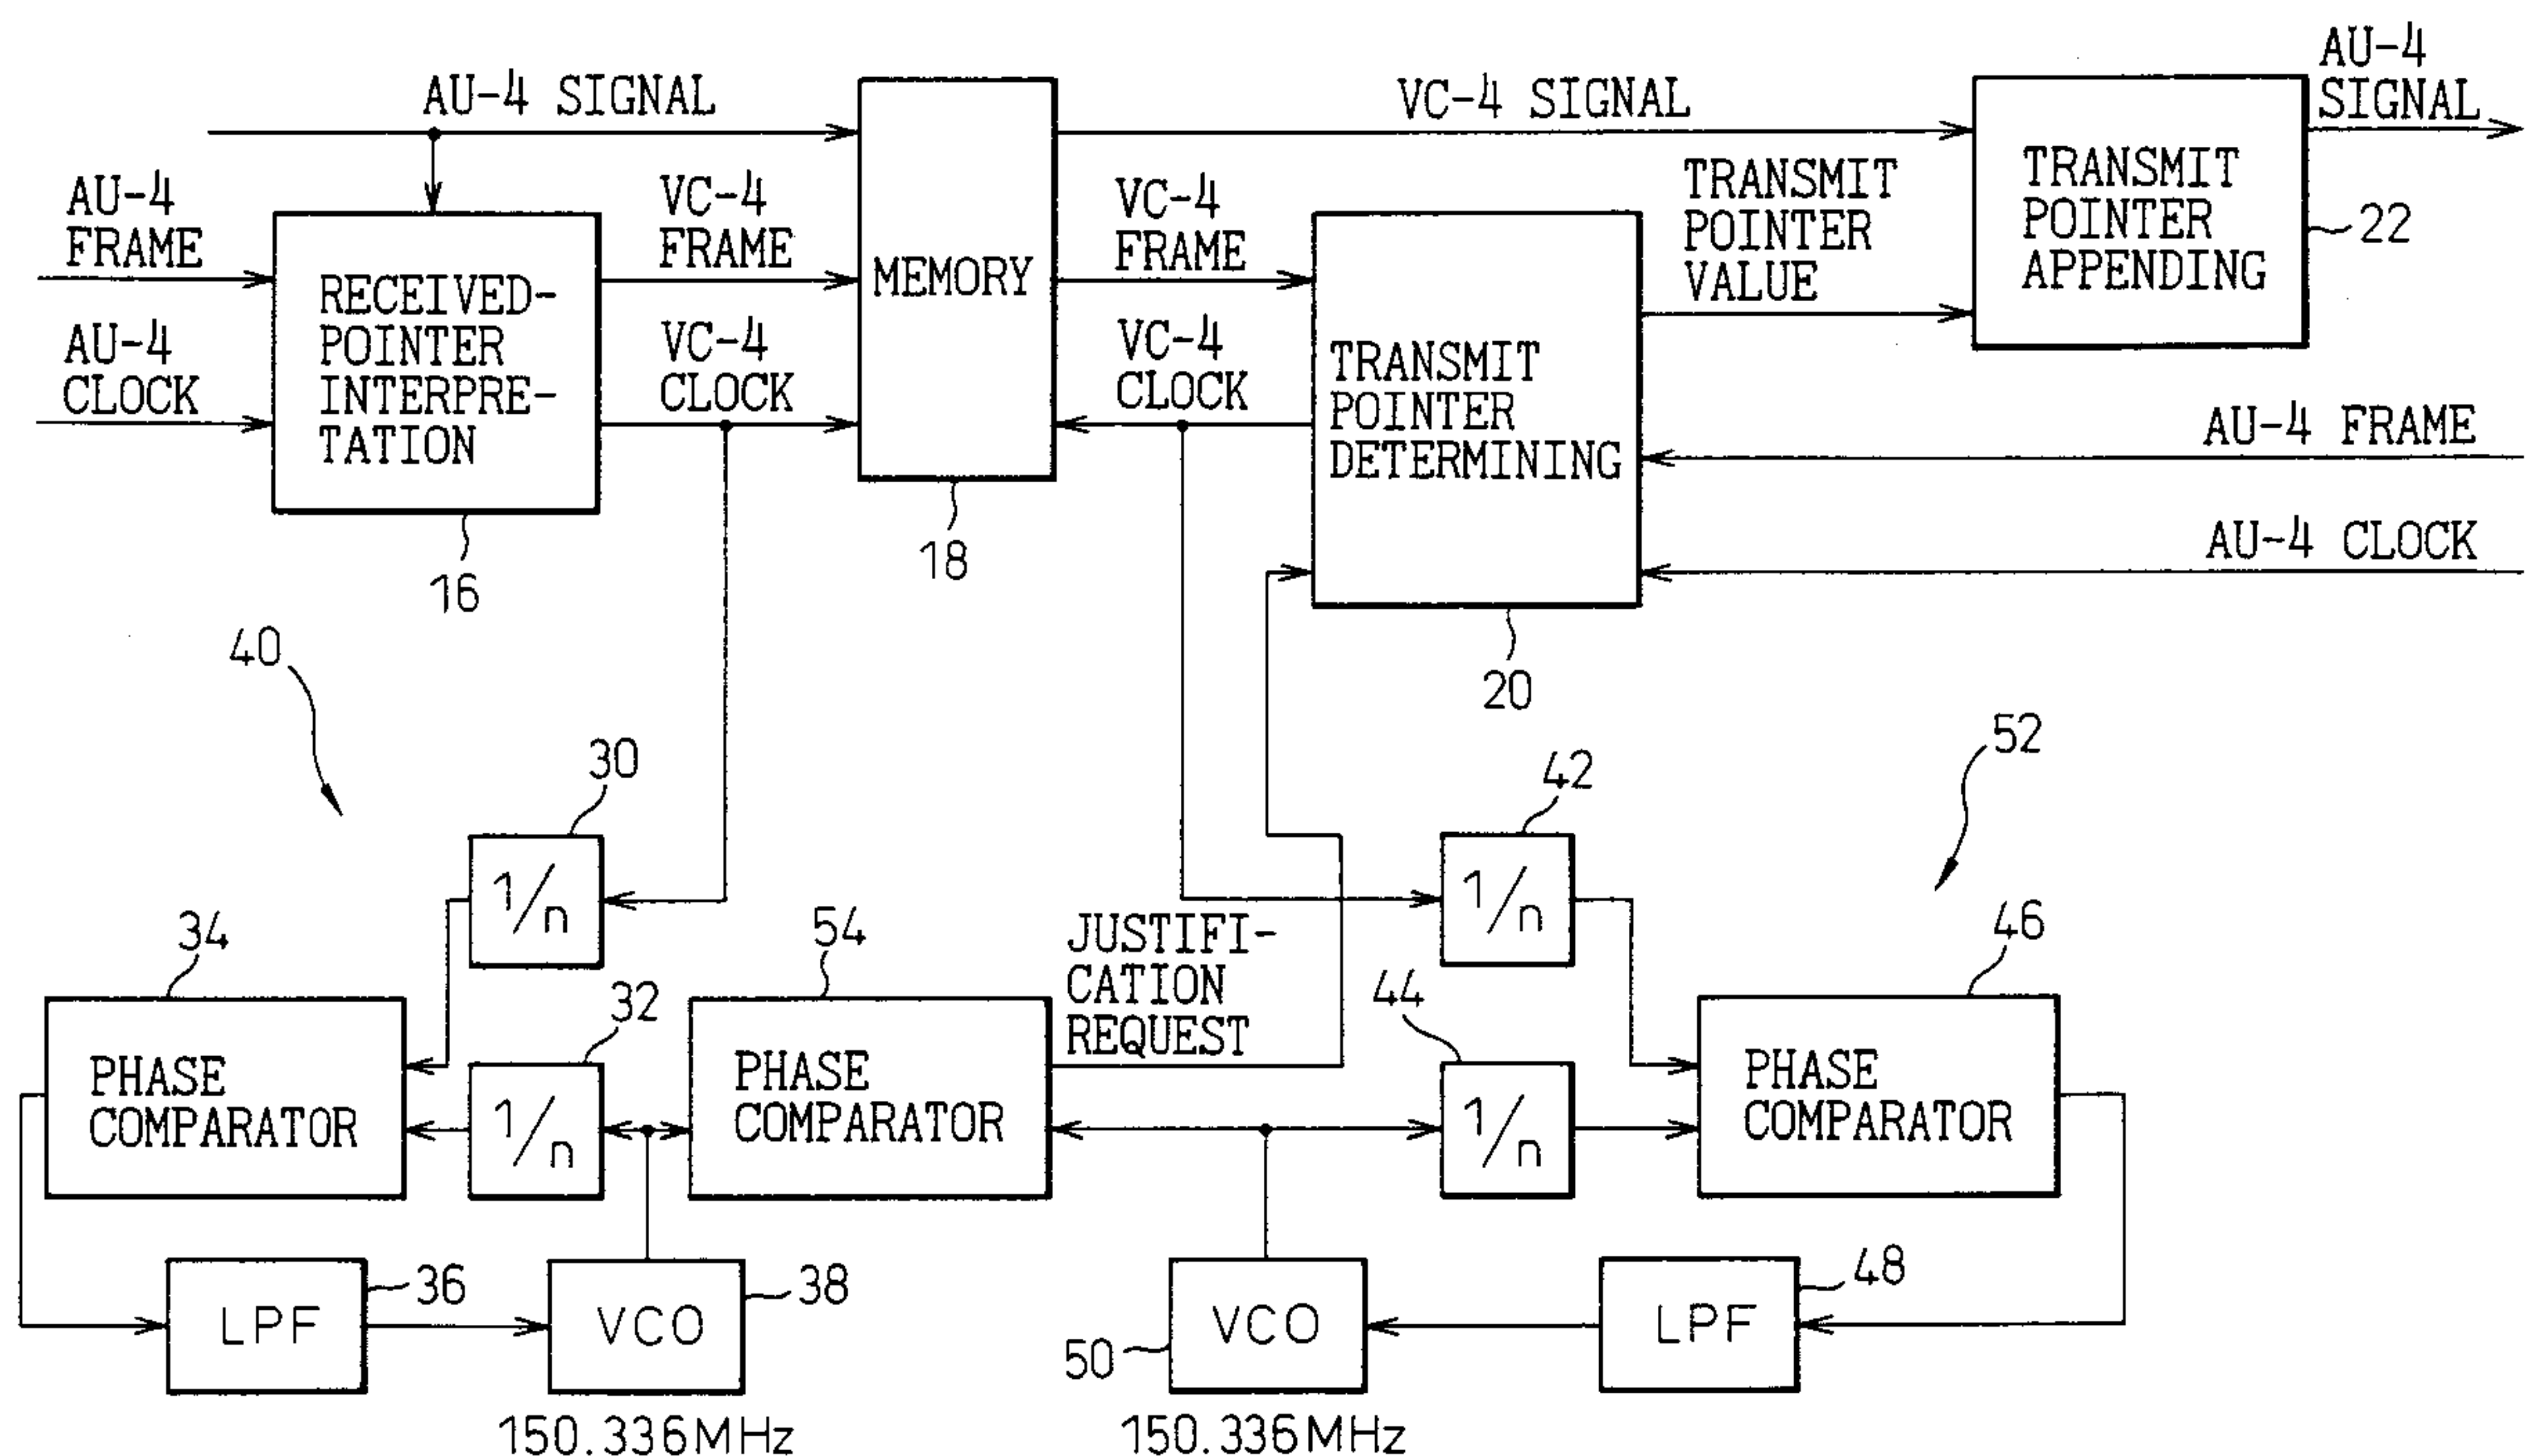 AU-4 SIGNAL
VC-4 SIGNAL
AU-4
SIGNAL
AU-4
FRAME
AU-4
CLOCK
RECEIVED-
POINTER
INTERPRE-
TATION
16
VC-4
FRAME
VC-4
CLOCK
MEMORY
18
VC-4
FRAME
VC-4
CLOCK
TRANSMIT
POINTER
DETERMINING
20
TRANSMIT
POINTER
VALUE
TRANSMIT
POINTER
APPENDING
22
AU-4 FRAME
AU-4 CLOCK
40
30
1/n
34
PHASE
COMPARATOR
32
1/n
54
PHASE
COMPARATOR
JUSTIFI-
CATION
REQUEST
42
1/n
44
1/n
52
46
PHASE
COMPARATOR
LPF
36
VCO
38
150.336MHz
VCO
50
150.336MHz
LPF
48